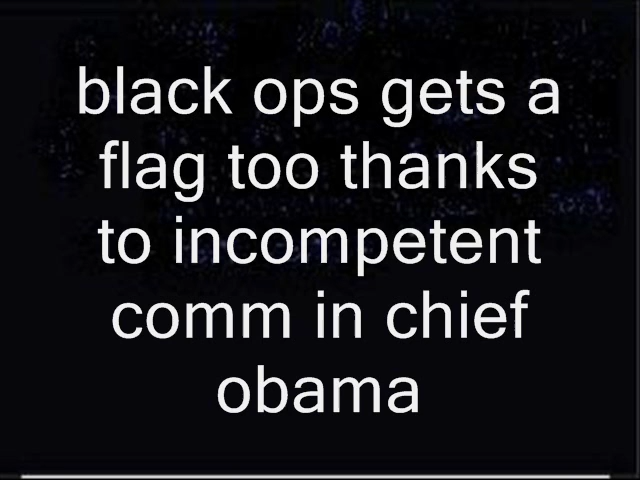 black ops gets a
flag too thanks
to incompetent
comm in chief
obama